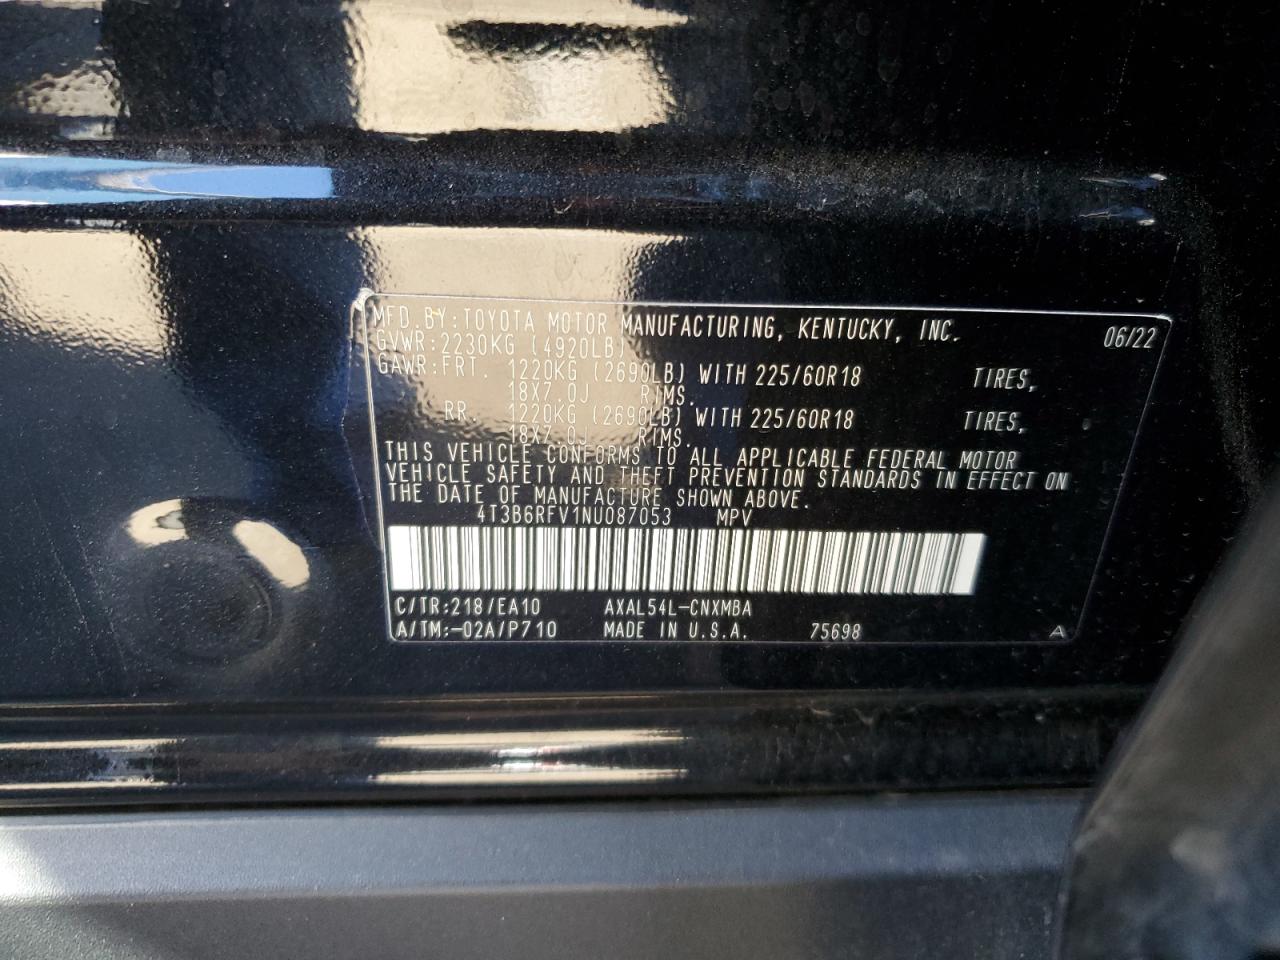 MFD.BY:TOYOTA MOTOR MANUFACTURING, KENTUCKY, INC. 06/22
GVWR:2230KG (4920LB)
GAWR:FRT. 1220KG (2690LB) WITH 225/60R18 TIRES,
18X7.0J RIMS.
RR. 1220KG (2690LB) WITH 225/60R18 TIRES,
18X7.0J RIMS.
THIS VEHICLE CONFORMS TO ALL APPLICABLE FEDERAL MOTOR
VEHICLE SAFETY AND THEFT PREVENTION STANDARDS IN EFFECT ON
THE DATE OF MANUFACTURE SHOWN ABOVE.
4T3B6RFV1NU087053 MPV
C/TR:218/EA10 AXAL54L-CNXMBA
A/TM:-02A/P710 MADE IN U.S.A. 75698 A